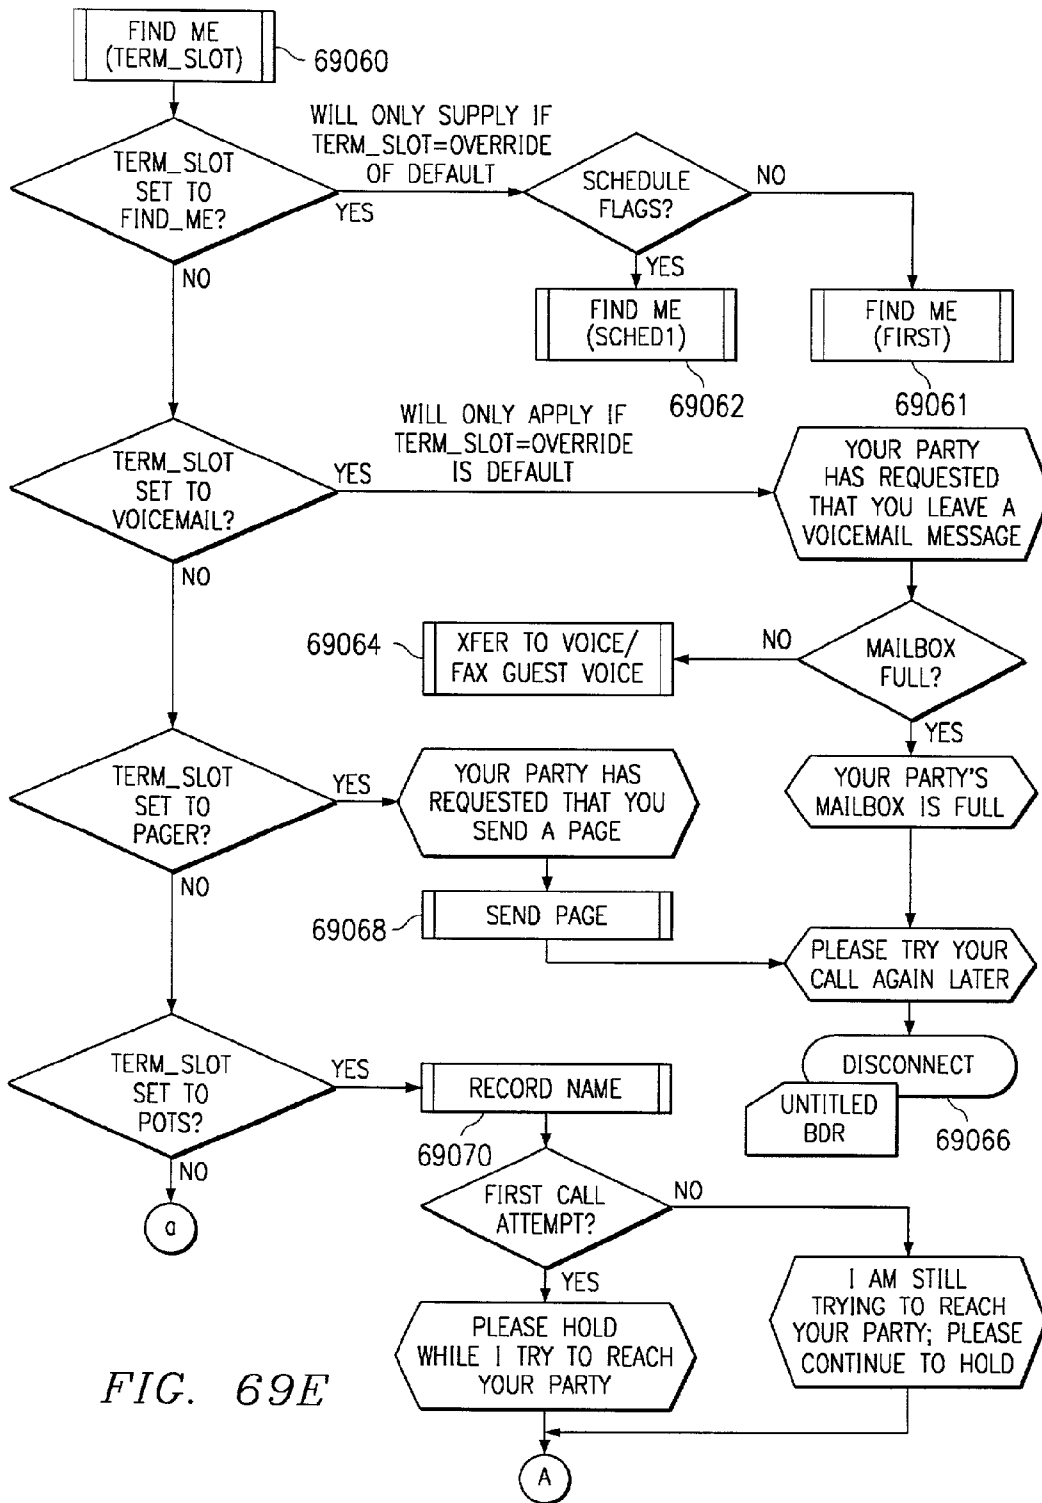 FIND ME
(TERM_SLOT)
69060
WILL ONLY SUPPLY IF
TERM_SLOT=OVERRIDE
OF DEFAULT
TERM_SLOT
SET TO
FIND_ME?
YES
NO
SCHEDULE
FLAGS?
NO
YES
FIND ME
(SCHED1)
69062
FIND ME
(FIRST)
69061
WILL ONLY APPLY IF
TERM_SLOT=OVERRIDE
IS DEFAULT
TERM_SLOT
SET TO
VOICEMAIL?
YES
NO
YOUR PARTY
HAS REQUESTED
THAT YOU LEAVE A
VOICEMAIL MESSAGE
69064
XFER TO VOICE/
FAX GUEST VOICE
NO
MAILBOX
FULL?
YES
TERM_SLOT
SET TO
PAGER?
YES
NO
YOUR PARTY HAS
REQUESTED THAT YOU
SEND A PAGE
YOUR PARTY'S
MAILBOX IS FULL
69068
SEND PAGE
PLEASE TRY YOUR
CALL AGAIN LATER
DISCONNECT
UNTITLED
BDR
69066
TERM_SLOT
SET TO
POTS?
YES
NO
a
RECORD NAME
69070
FIRST CALL
ATTEMPT?
NO
YES
PLEASE HOLD
WHILE I TRY TO REACH
YOUR PARTY
I AM STILL
TRYING TO REACH
YOUR PARTY; PLEASE
CONTINUE TO HOLD
A
FIG. 69E